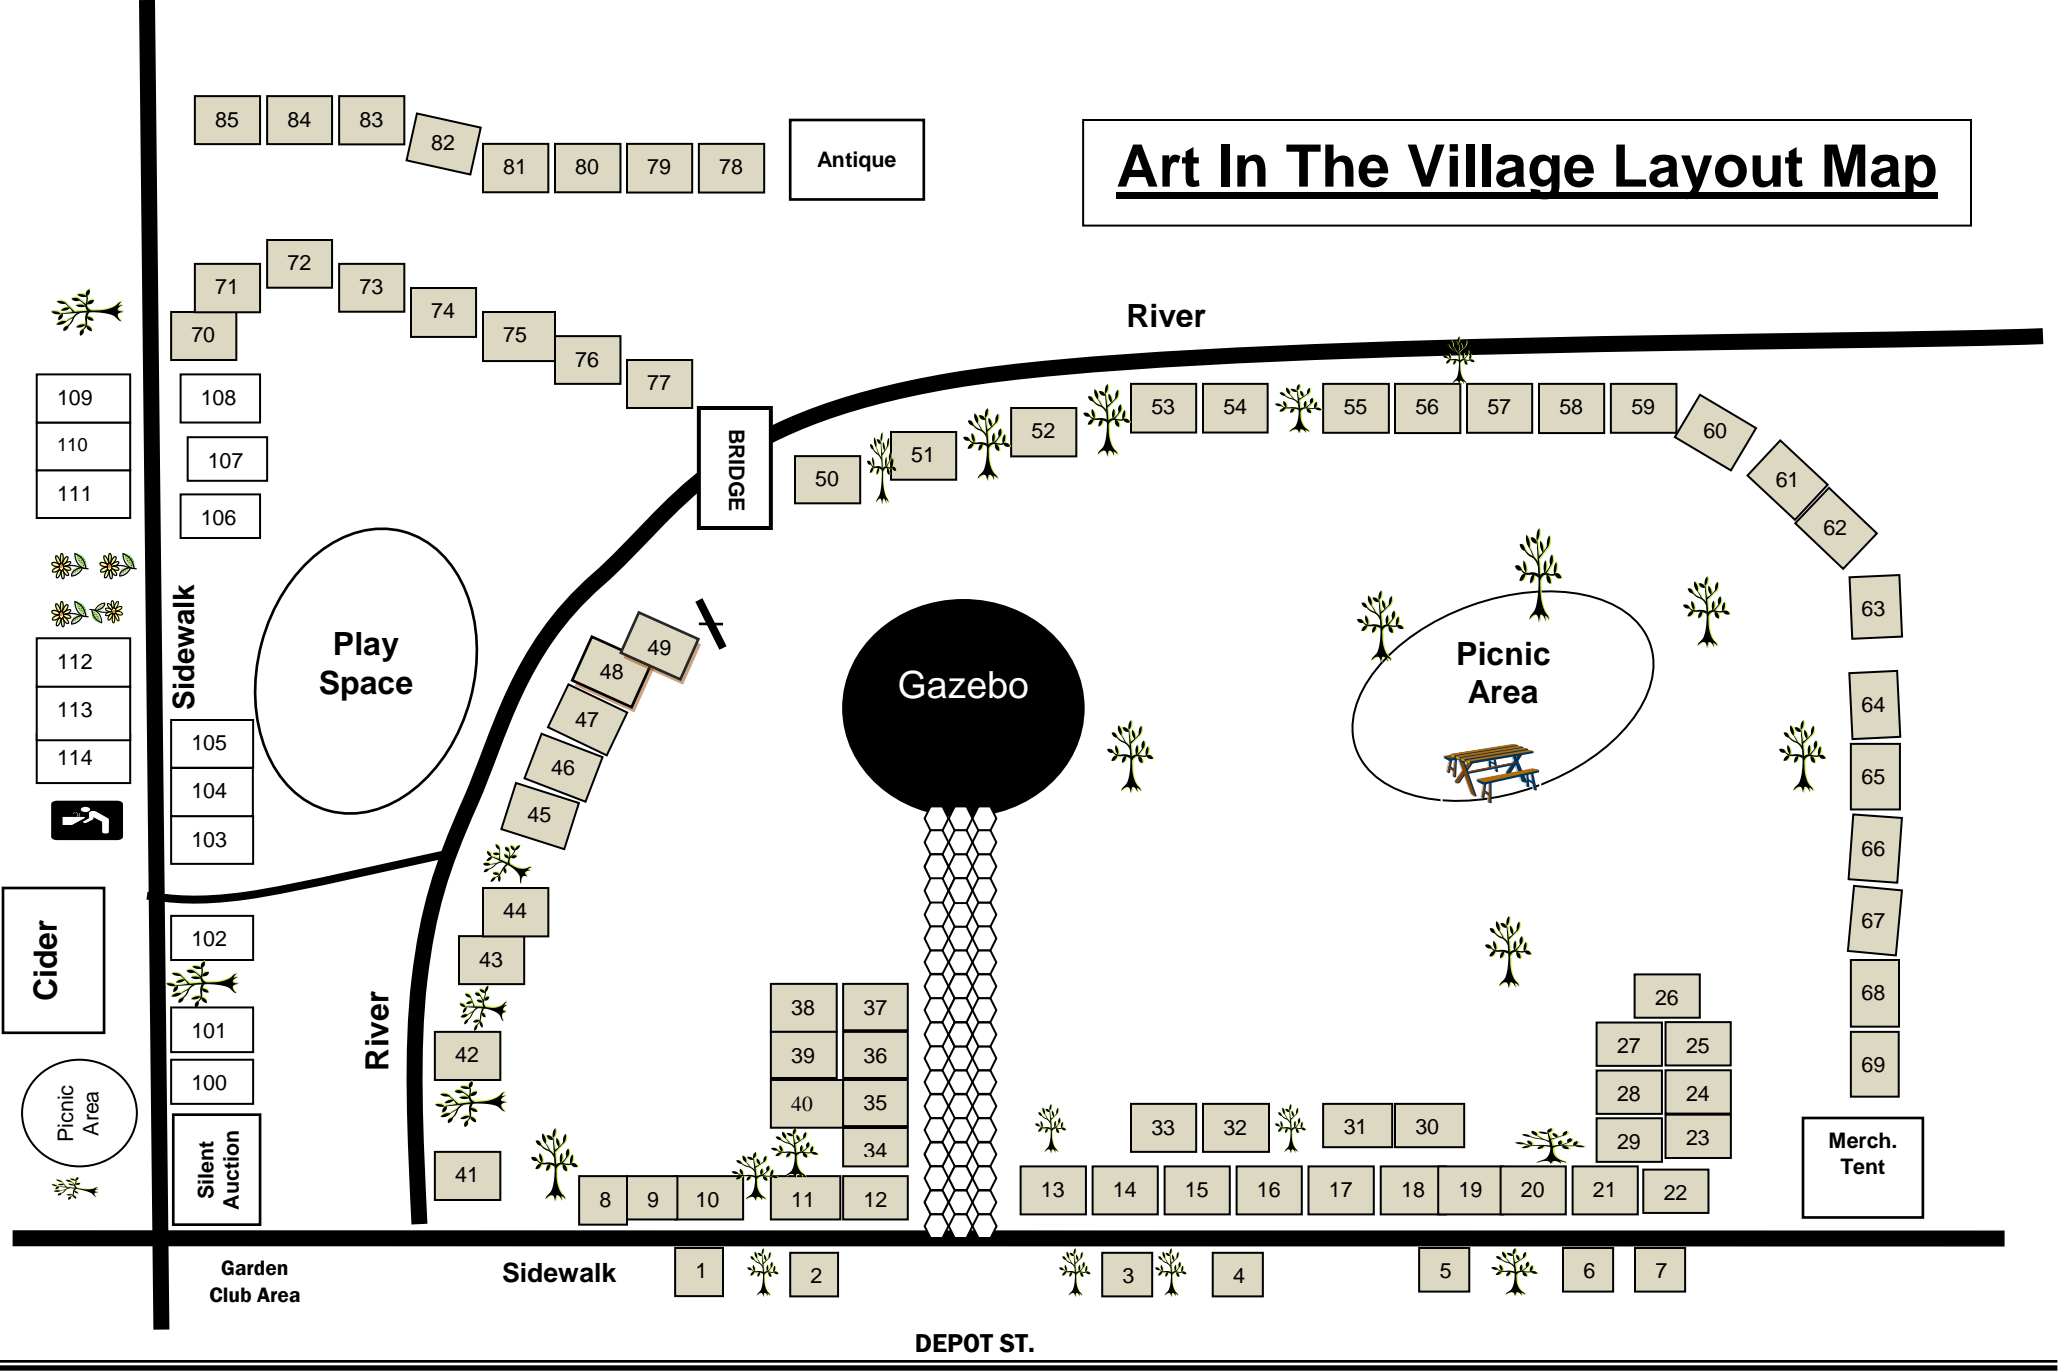 Art In The Village Layout Map
85 84 83 82 81 80 79 78
Antique
72
71 73
74
70 75
76
77
River
109 108
110
111
107
106
BRIDGE
50 51 52 53 54 55 56 57 58 59 60
61
62
63
64
65
66
67
68
69
Sidewalk
Play
Space
49
48
47
46
45
44
43
42
41
Gazebo
Picnic
Area
112
113
114
105
104
103
102
101
100
Cider
Picnic
Area
Silent
Auction
River
38 37
39 36
40 35
34
26
27 25
28 24
29 23
33 32 31 30
Merch.
Tent
8 9 10 11 12 13 14 15 16 17 18 19 20 21 22
1 2 3 4 5 6 7
Garden
Club Area
Sidewalk
DEPOT ST.